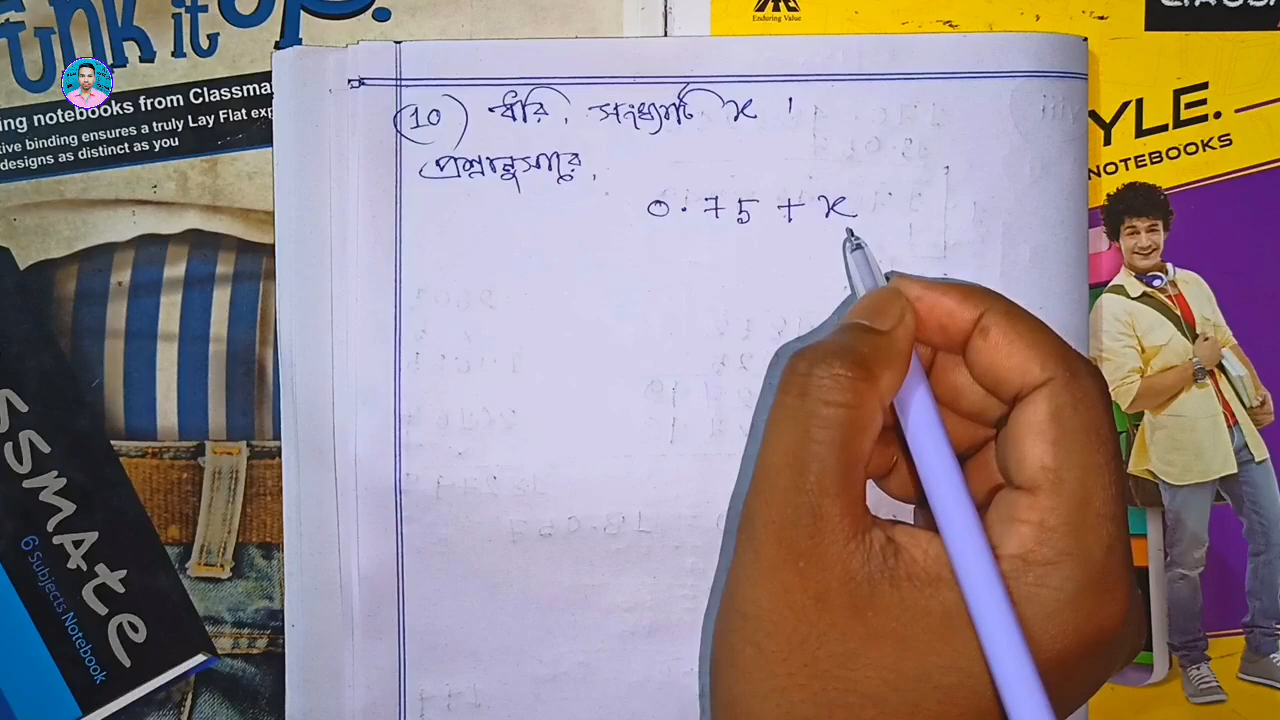 unk it up.
Enduring Value
ing notebooks from Classma
tive binding ensures a truly Lay Flat exp
designs as distinct as you
YLE.
NOTEBOOKS
(10) ধরি, সংখ্যাটি x ।
প্রশ্নানুসারে,
0.75 + x
ssmate
6 Subjects Notebook